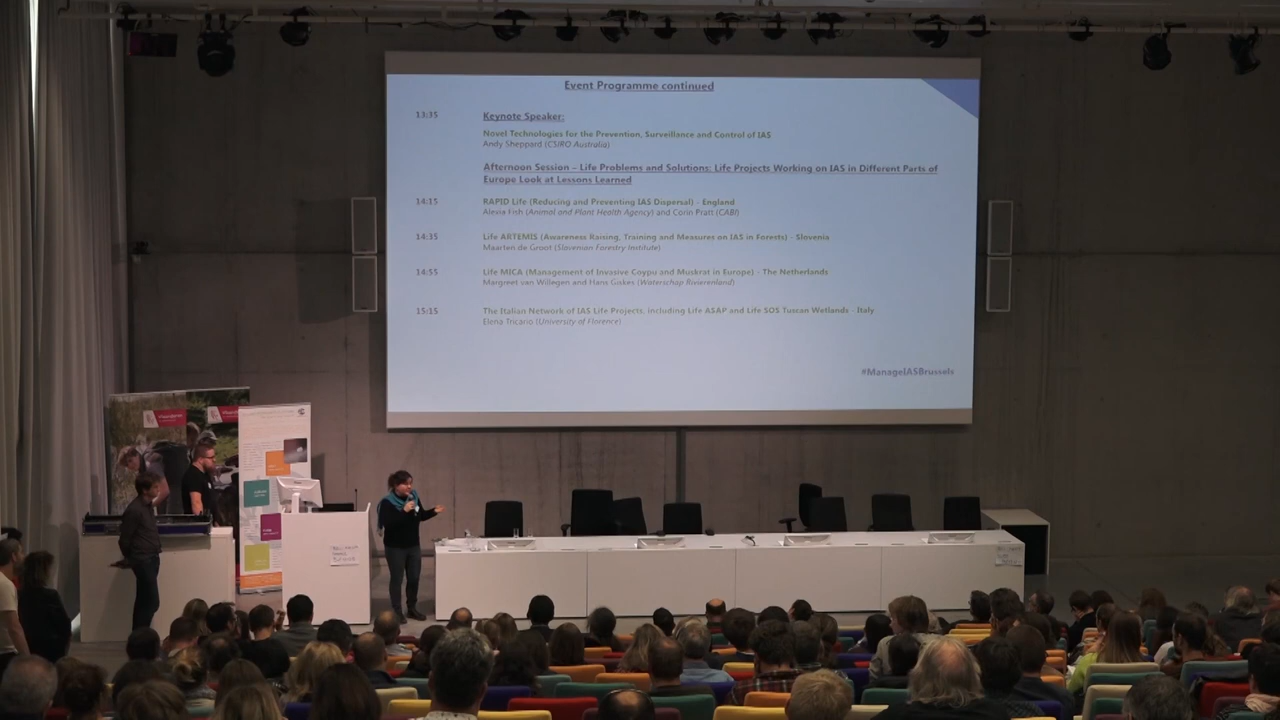 Event Programme continued
13:35
Keynote Speaker:
Novel Technologies for the Prevention, Surveillance and Control of IAS
Andy Sheppard (CSIRO Australia)
Afternoon Session – Life Problems and Solutions: Life Projects Working on IAS in Different Parts of
Europe Look at Lessons Learned
14:15
RAPID Life (Reducing and Preventing IAS Dispersal) - England
Alexia Fish (Animal and Plant Health Agency) and Corin Pratt (CABI)
14:35
Life ARTEMIS (Awareness Raising, Training and Measures on IAS in Forests) - Slovenia
Maarten de Groot (Slovenian Forestry Institute)
14:55
Life MICA (Management of Invasive Coypu and Muskrat in Europe) - The Netherlands
Margreet van Willegen and Hans Giskes (Waterschap Rivierenland)
15:15
The Italian Network of IAS Life Projects, including Life ASAP and Life SOS Tuscan Wetlands - Italy
Elena Tricario (University of Florence)
#ManageIASBrussels